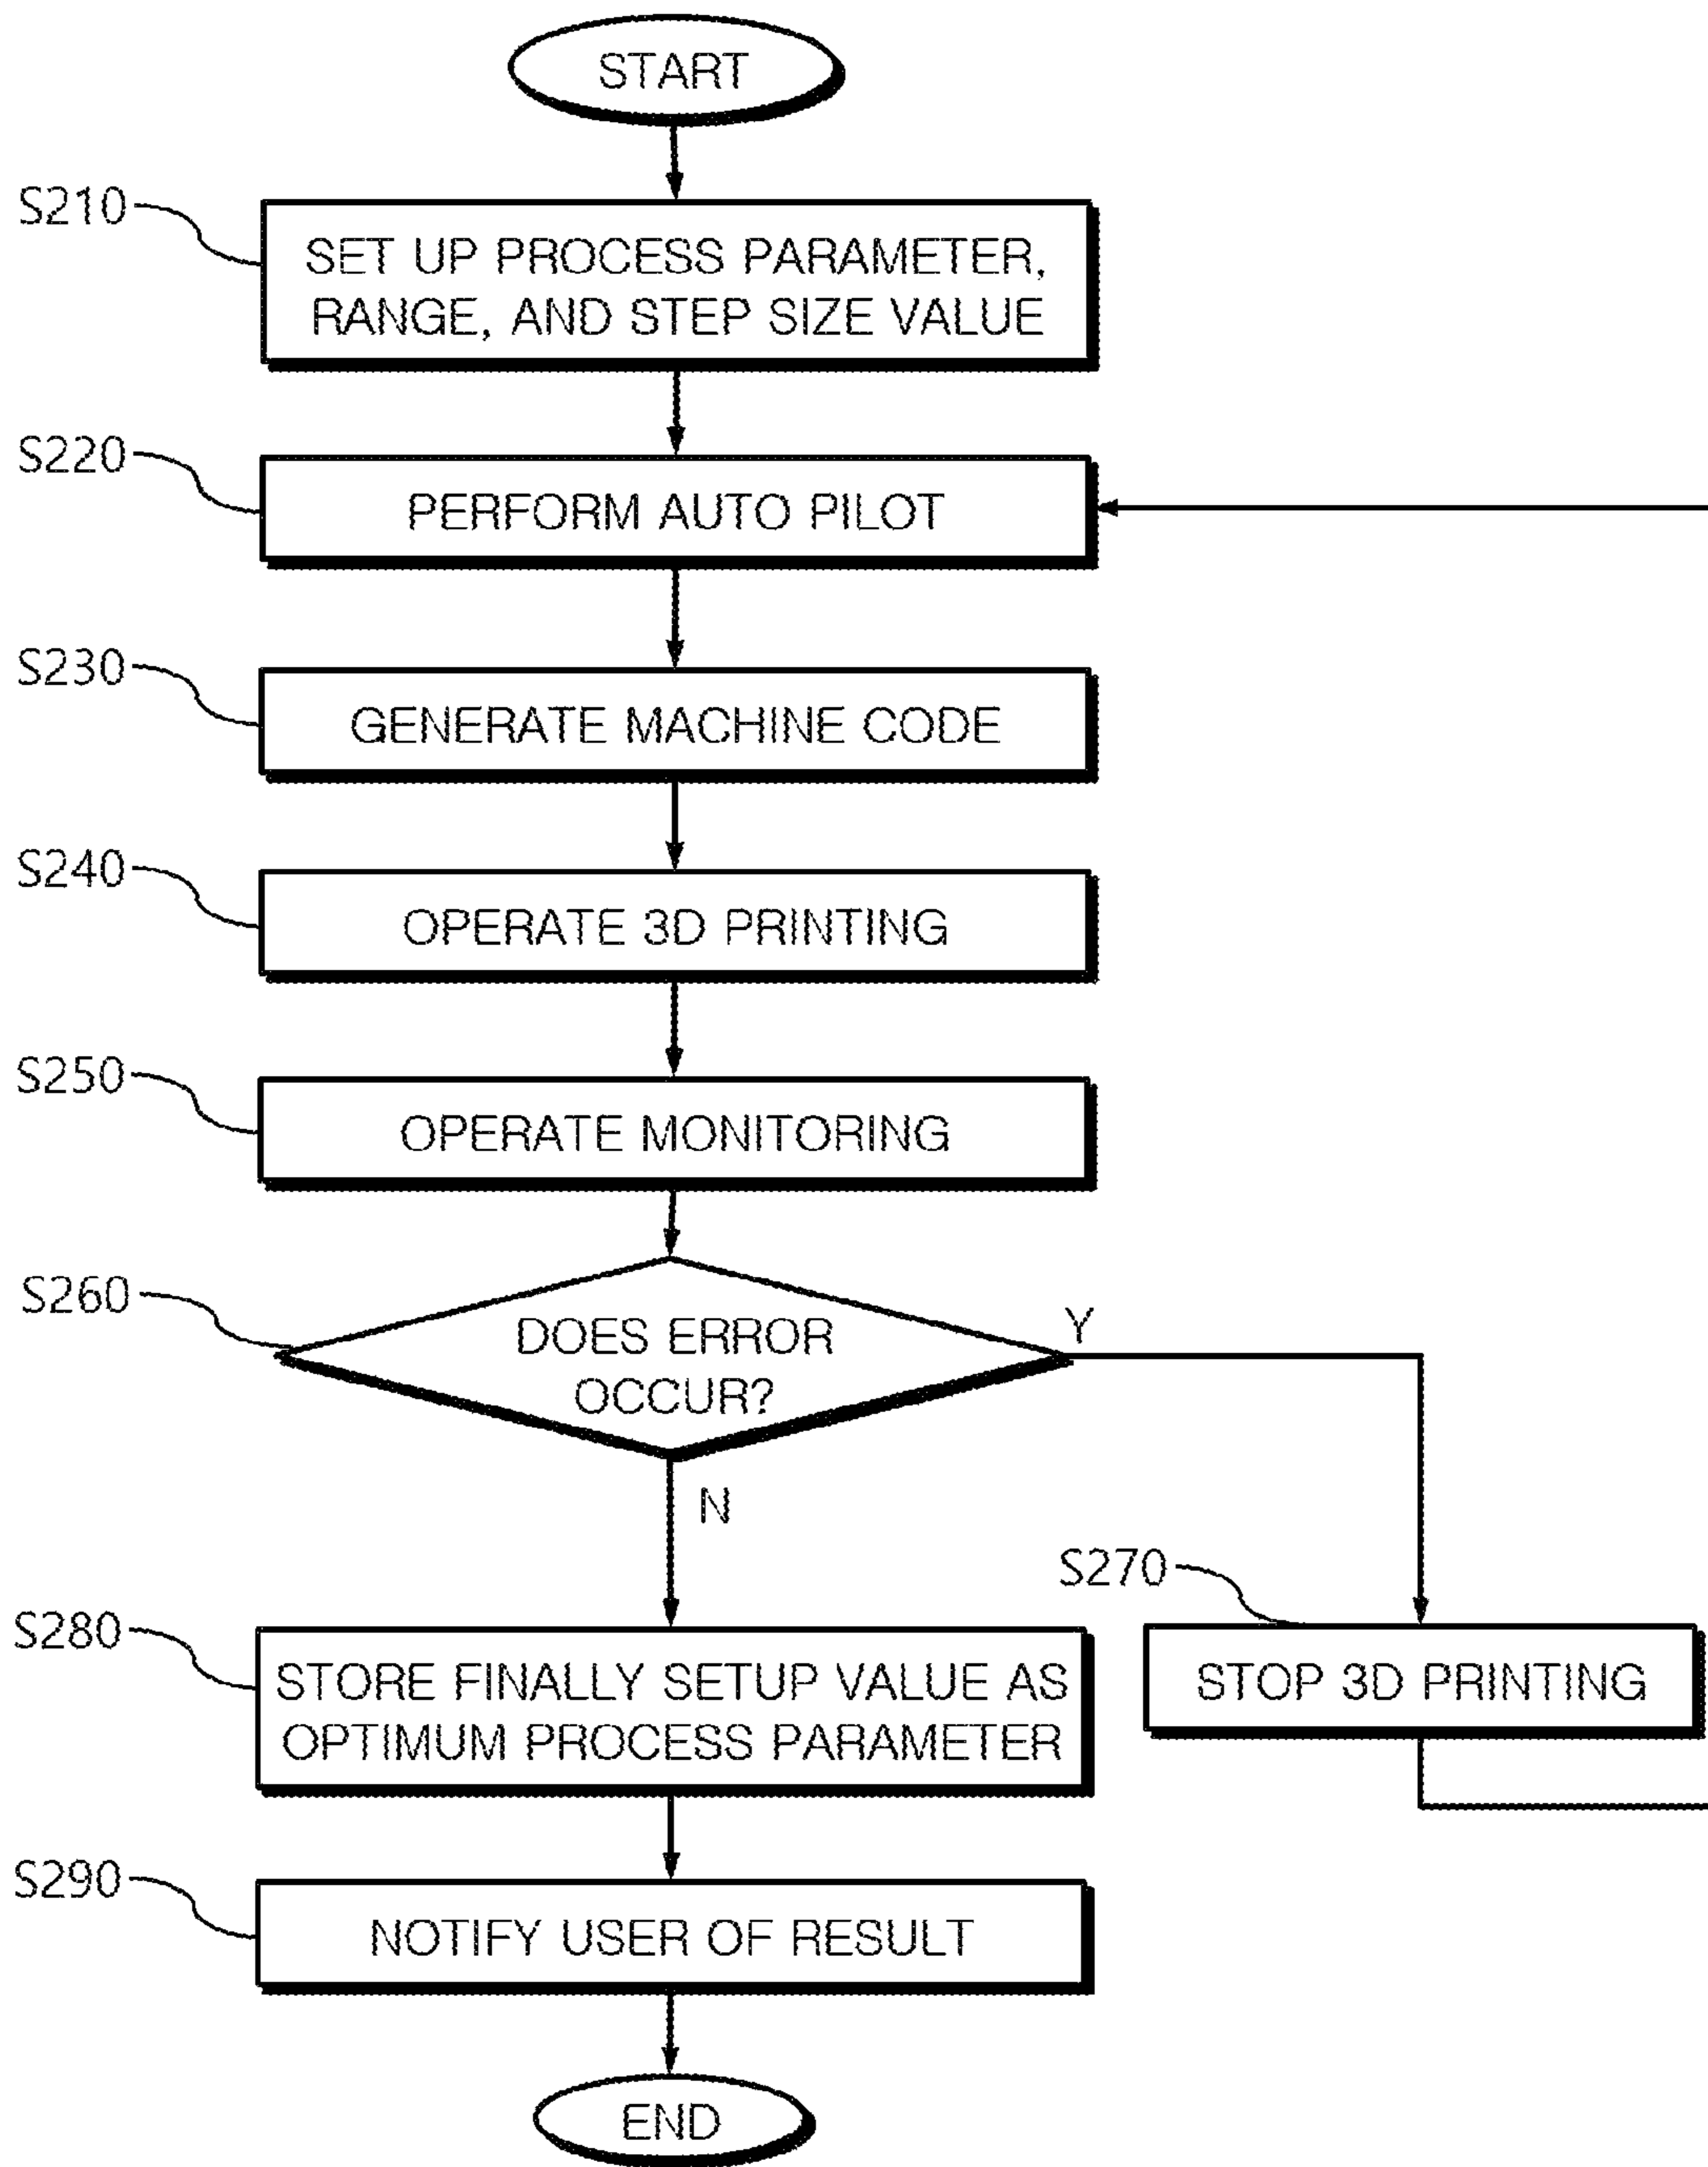 START
S210
SET UP PROCESS PARAMETER,
RANGE, AND STEP SIZE VALUE
S220
PERFORM AUTO PILOT
S230
GENERATE MACHINE CODE
S240
OPERATE 3D PRINTING
S250
OPERATE MONITORING
S260
DOES ERROR
OCCUR?
Y
N
S270
STOP 3D PRINTING
S280
STORE FINALLY SETUP VALUE AS
OPTIMUM PROCESS PARAMETER
S290
NOTIFY USER OF RESULT
END